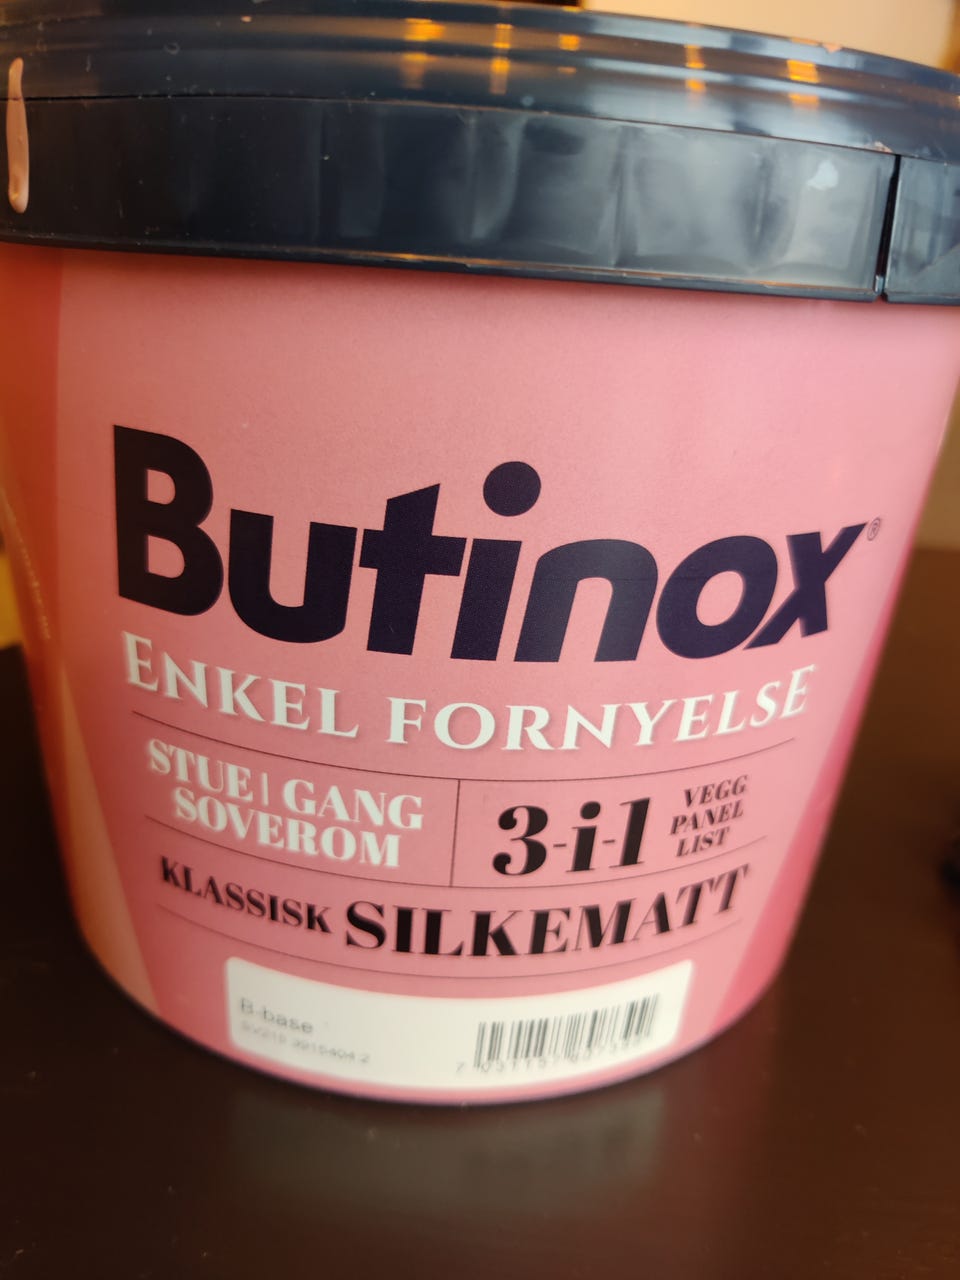 Butinox®
ENKEL FORNYELSE
STUE | GANG
SOVEROM
3-i-1
VEGG
PANEL
LIST
KLASSISK SILKEMATT
B-base